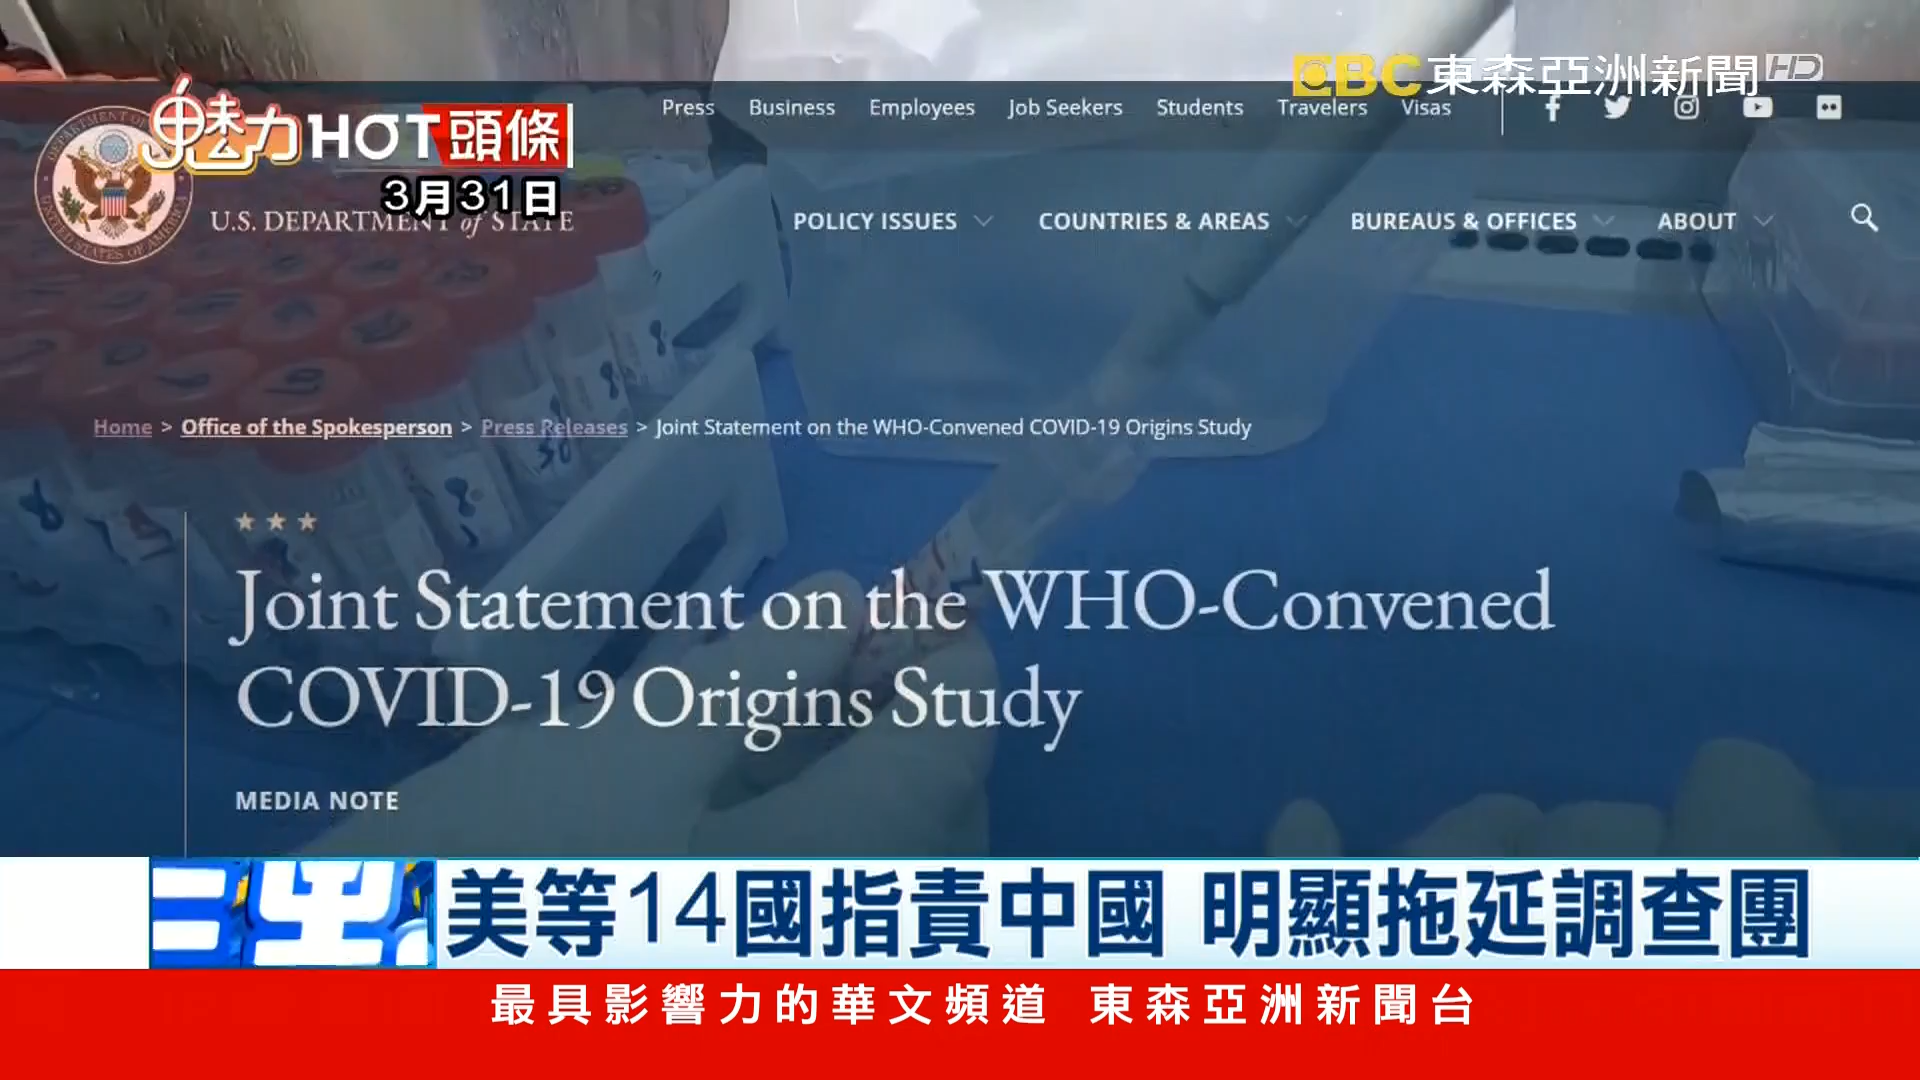 EBC 東森亞洲新聞 HD
Press Business Employees Job Seekers Students Travelers Visas
魅力HOT頭條
3月31日
U.S. DEPARTMENT of STATE
POLICY ISSUES COUNTRIES & AREAS BUREAUS & OFFICES ABOUT
Home > Office of the Spokesperson > Press Releases > Joint Statement on the WHO-Convened COVID-19 Origins Study
Joint Statement on the WHO-Convened
COVID-19 Origins Study
MEDIA NOTE
美等14國指責中國 明顯拖延調查團
最具影響力的華文頻道 東森亞洲新聞台